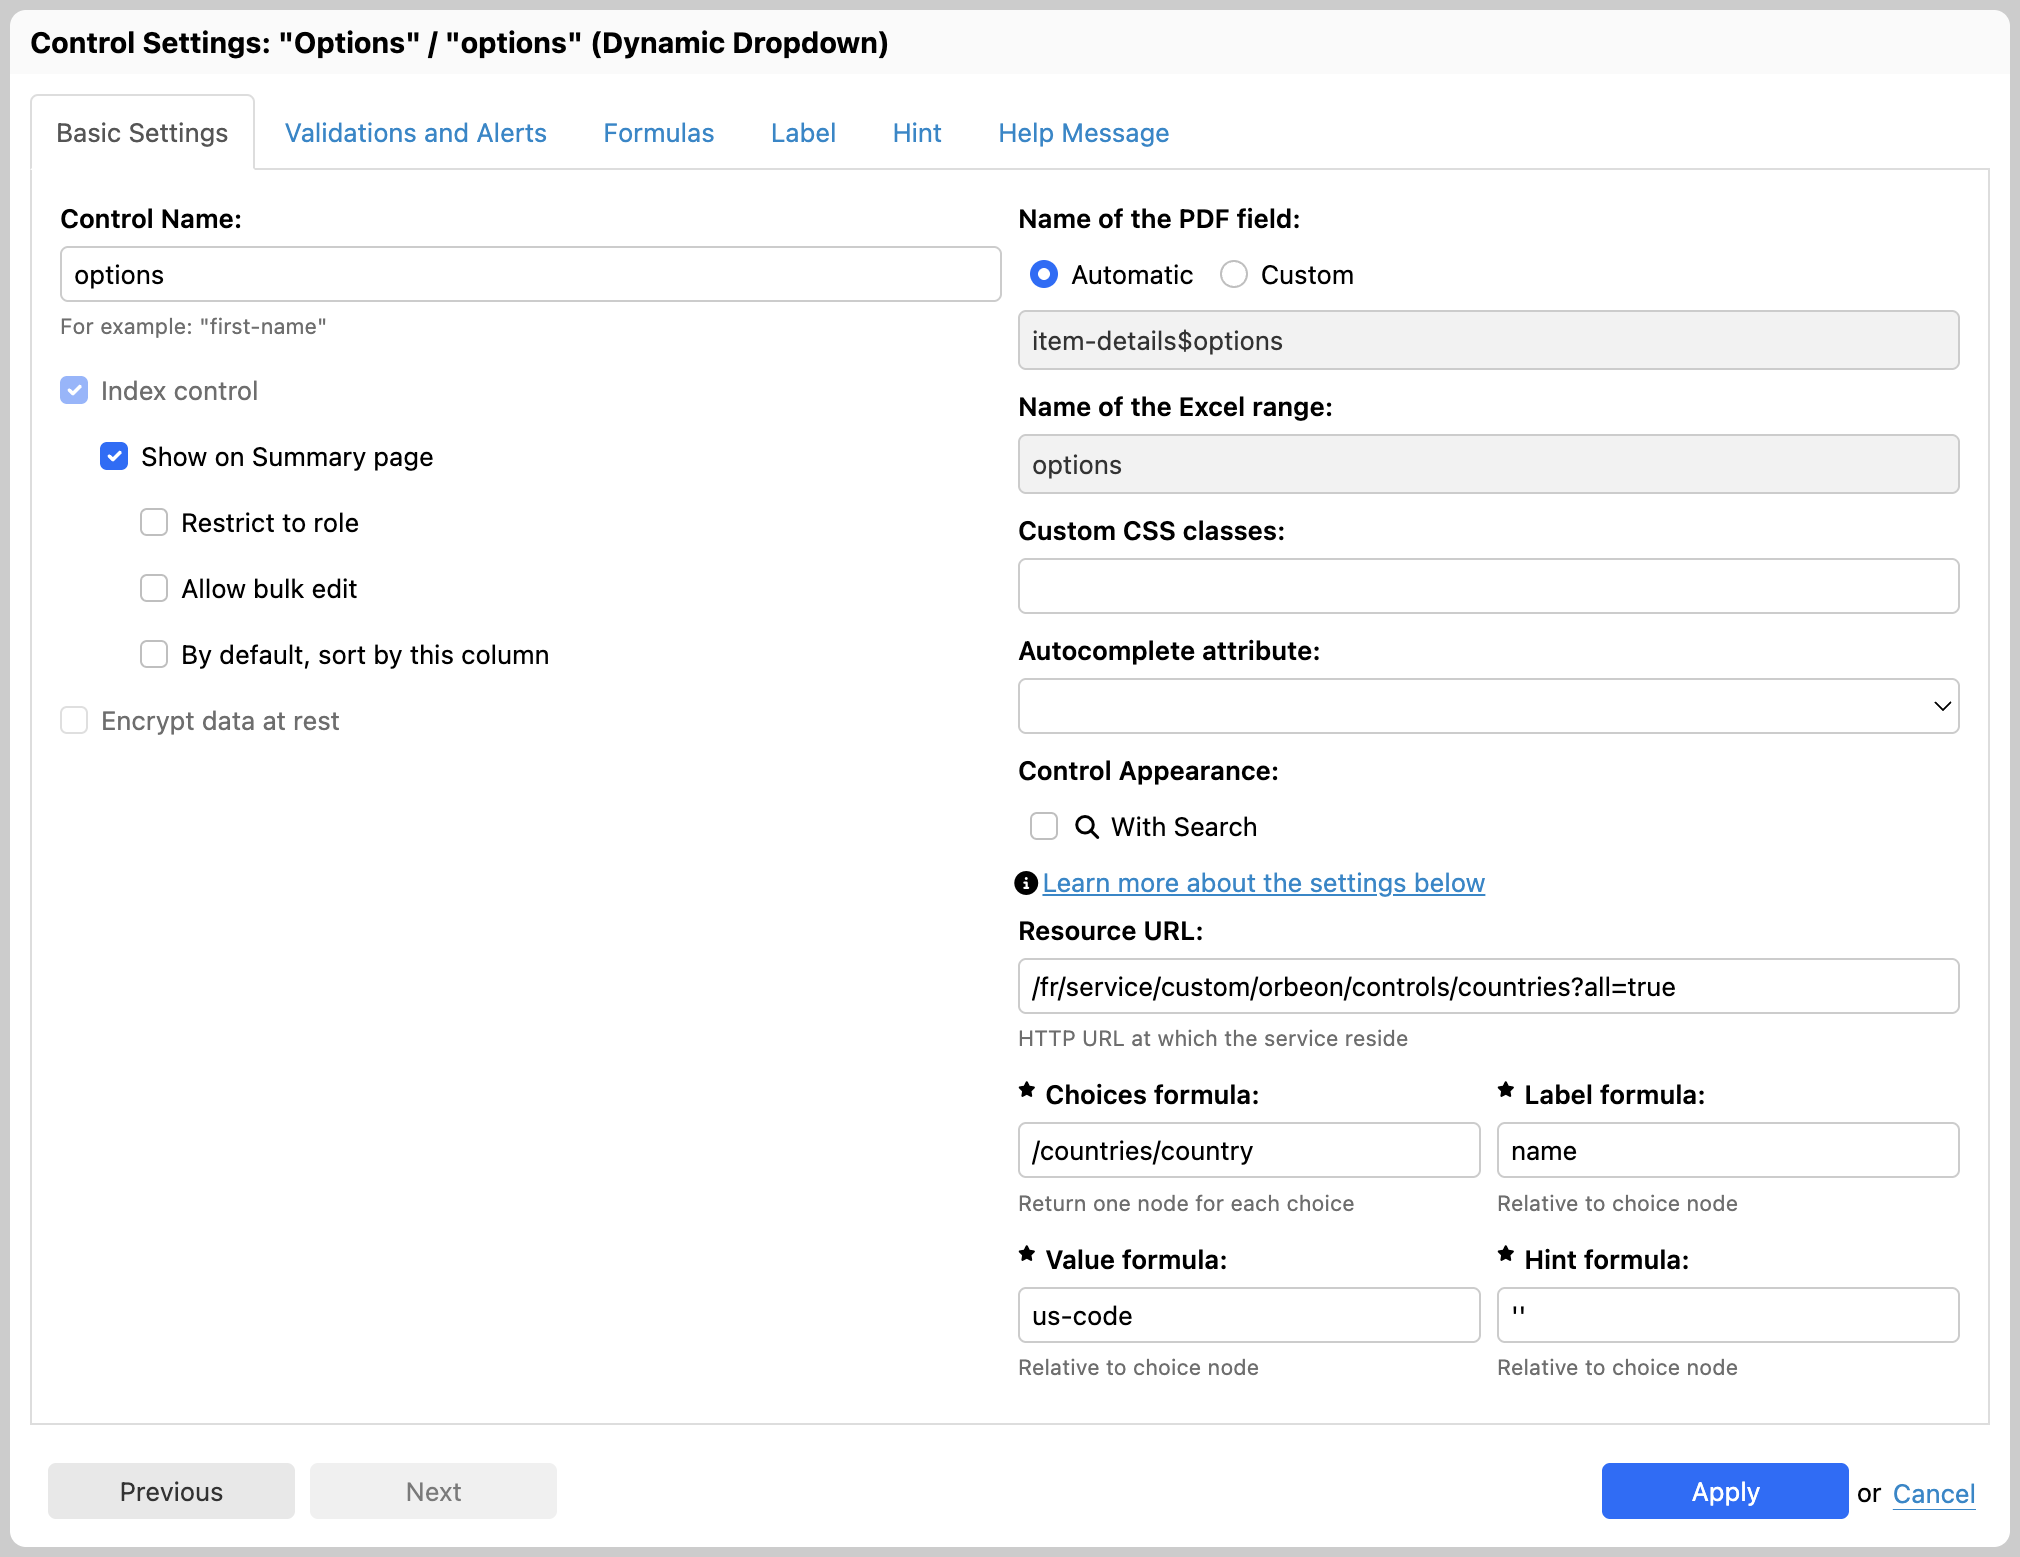 Control Settings: "Options" / "options" (Dynamic Dropdown)
Basic Settings
Validations and Alerts
Formulas
Label
Hint
Help Message
Control Name:
options
For example: "first-name"
Index control
Show on Summary page
Restrict to role
Allow bulk edit
By default, sort by this column
Encrypt data at rest
Name of the PDF field:
Automatic
Custom
item-details$options
Name of the Excel range:
options
Custom CSS classes:
Autocomplete attribute:
Control Appearance:
With Search
Learn more about the settings below
Resource URL:
/fr/service/custom/orbeon/controls/countries?all=true
HTTP URL at which the service reside
Choices formula:
/countries/country
Return one node for each choice
Label formula:
name
Relative to choice node
Value formula:
us-code
Relative to choice node
Hint formula:
''
Relative to choice node
Previous
Next
Apply or Cancel